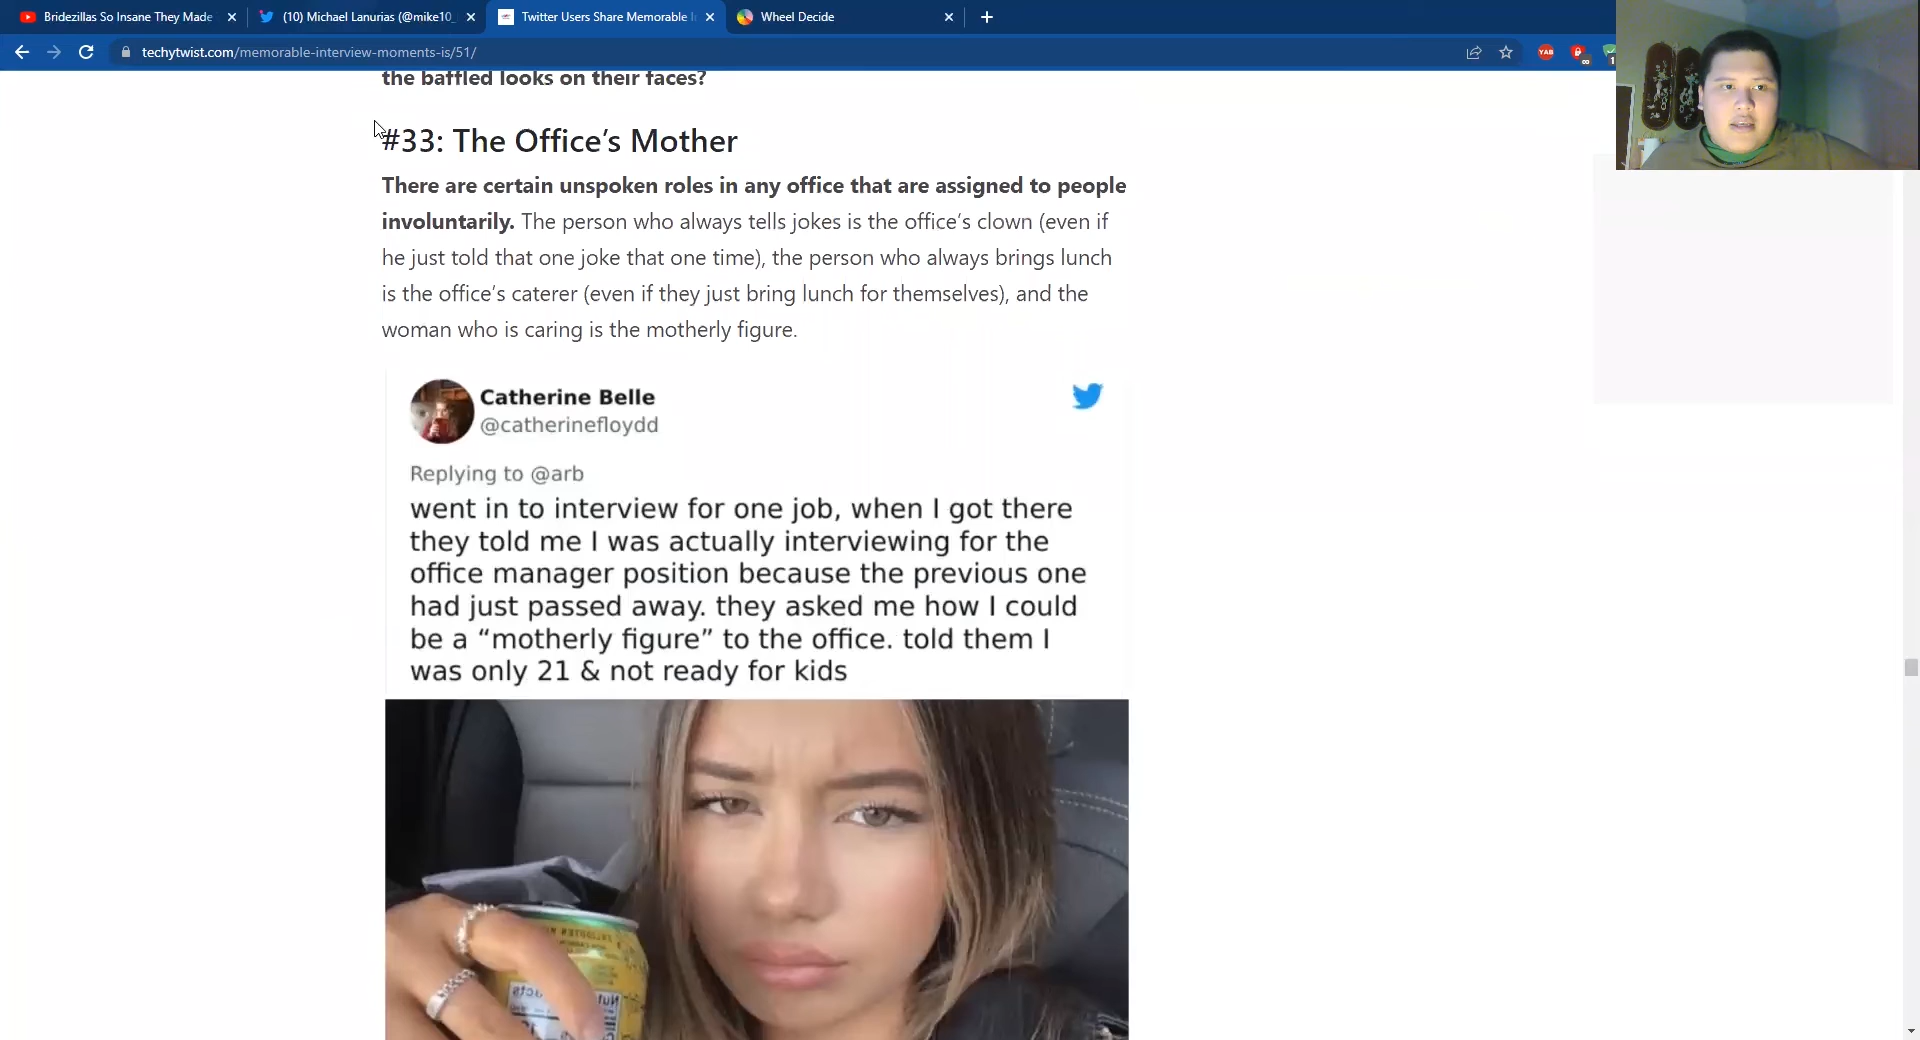 Bridezillas So Insane They Made
(10) Michael Lanurias (@mike10_
Twitter Users Share Memorable
Wheel Decide
techytwist.com/memorable-interview-moments-is/51/
YAB
the baffled looks on their faces?
#33: The Office’s Mother
There are certain unspoken roles in any office that are assigned to people
involuntarily. The person who always tells jokes is the office’s clown (even if
he just told that one joke that one time), the person who always brings lunch
is the office’s caterer (even if they just bring lunch for themselves), and the
woman who is caring is the motherly figure.
Catherine Belle
@catherinefloydd
Replying to @arb
went in to interview for one job, when I got there
they told me I was actually interviewing for the
office manager position because the previous one
had just passed away. they asked me how I could
be a “motherly figure” to the office. told them I
was only 21 & not ready for kids